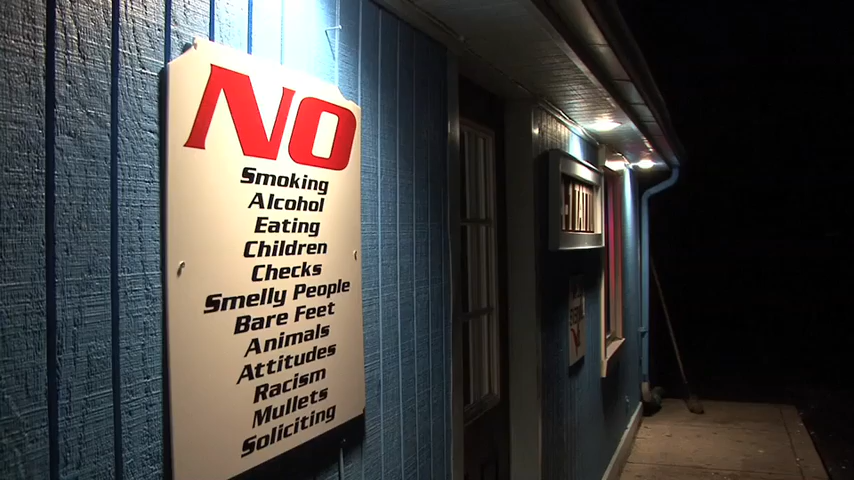 NO
Smoking
Alcohol
Eating
Children
Checks
Smelly People
Bare Feet
Animals
Attitudes
Racism
Mullets
Soliciting